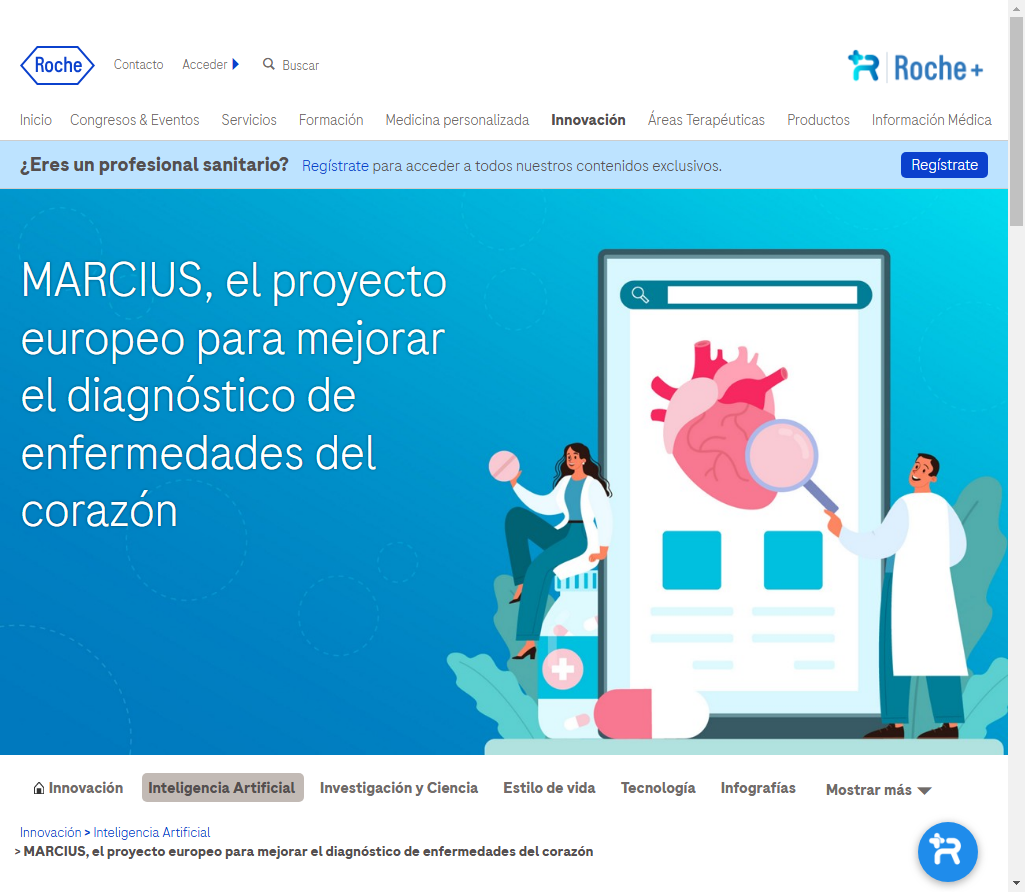 Roche
Contacto
Acceder
Buscar
Roche+
Inicio
Congresos & Eventos
Servicios
Formación
Medicina personalizada
Innovación
Áreas Terapéuticas
Productos
Información Médica
¿Eres un profesional sanitario? Regístrate para acceder a todos nuestros contenidos exclusivos.
Regístrate
MARCIUS, el proyecto
europeo para mejorar
el diagnóstico de
enfermedades del
corazón
Innovación
Inteligencia Artificial
Investigación y Ciencia
Estilo de vida
Tecnología
Infografías
Mostrar más
Innovación > Inteligencia Artificial
> MARCIUS, el proyecto europeo para mejorar el diagnóstico de enfermedades del corazón